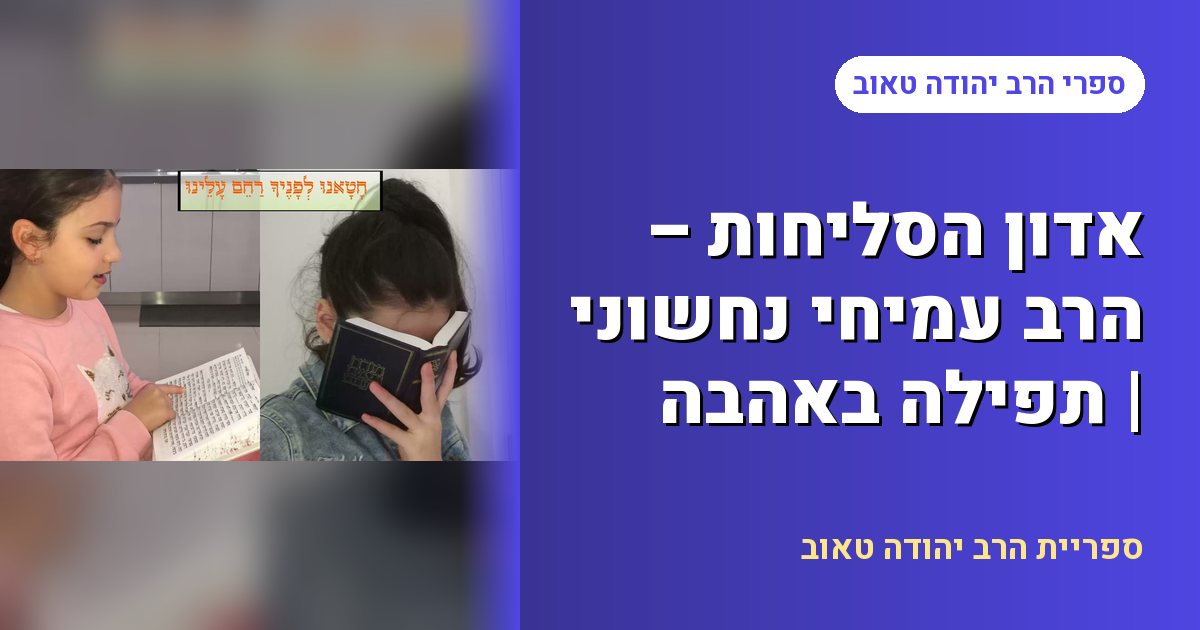 ספרי הרב יהודה טאוב
אדון הסליחות –
הרב עמיחי נחשוני
| תפילה באהבה
ספריית הרב יהודה טאוב
חָטָאנוּ לְפָנֶיךָ רַחֵם עָלֵינוּ